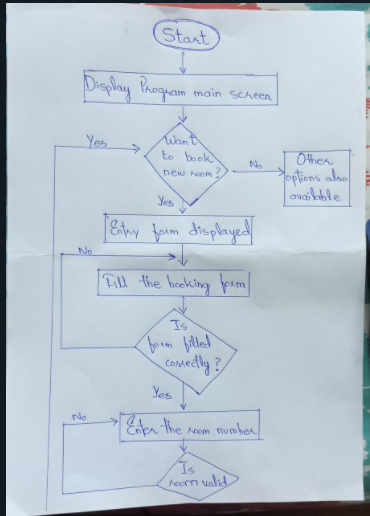 Start
Display Program main screen
Yes
Want
to book
new room?
No
Other
options also
available
Yes
Entry form displayed
No
Fill the booking form
Is
form filled
correctly?
Yes
No
Enter the room number
Is
room valid